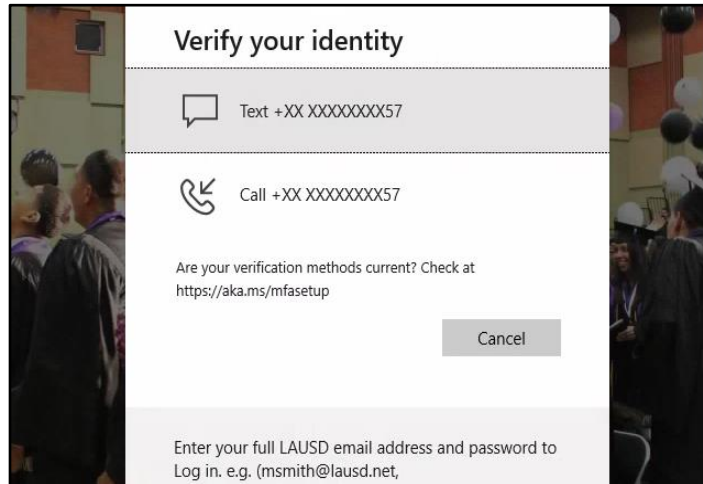 Verify your identity
Text +XX XXXXXXXX57
Call +XX XXXXXXXX57
Are your verification methods current? Check at
https://aka.ms/mfasetup
Cancel
Enter your full LAUSD email address and password to
Log in. e.g. (msmith@lausd.net,